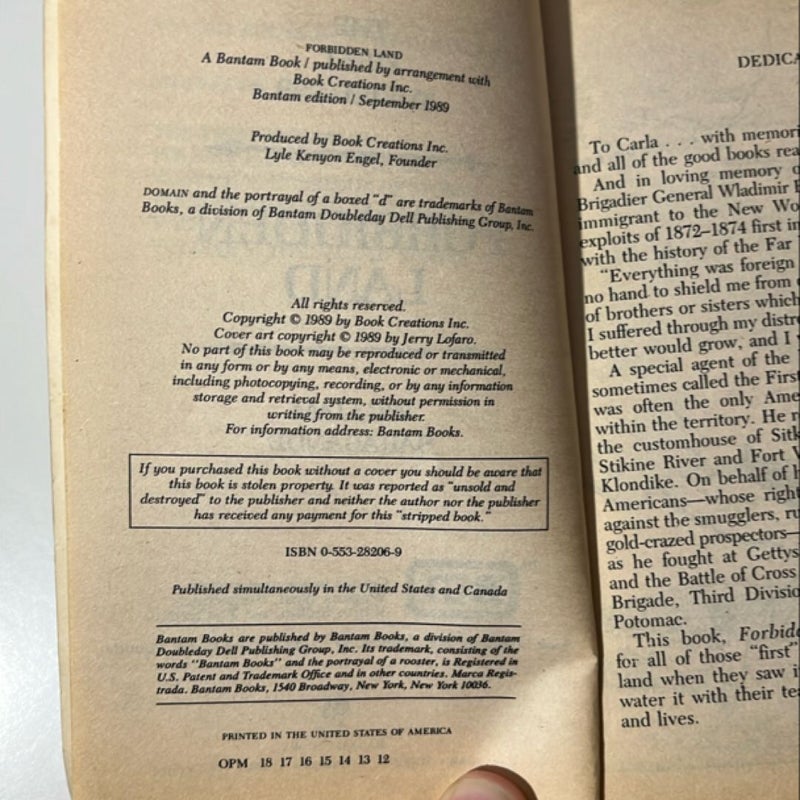 FORBIDDEN LAND
A Bantam Book / published by arrangement with
Book Creations Inc.
Bantam edition / September 1989
Produced by Book Creations Inc.
Lyle Kenyon Engel, Founder
DOMAIN and the portrayal of a boxed "d" are trademarks of Bantam
Books, a division of Bantam Doubleday Dell Publishing Group, Inc.
All rights reserved.
Copyright © 1989 by Book Creations Inc.
Cover art copyright © 1989 by Jerry Lofaro.
No part of this book may be reproduced or transmitted
in any form or by any means, electronic or mechanical,
including photocopying, recording, or by any information
storage and retrieval system, without permission in
writing from the publisher.
For information address: Bantam Books.
If you purchased this book without a cover you should be aware that
this book is stolen property. It was reported as "unsold and
destroyed" to the publisher and neither the author nor the publisher
has received any payment for this "stripped book."
ISBN 0-553-28206-9
Published simultaneously in the United States and Canada
Bantam Books are published by Bantam Books, a division of Bantam
Doubleday Dell Publishing Group, Inc. Its trademark, consisting of the
words "Bantam Books" and the portrayal of a rooster, is Registered in
U.S. Patent and Trademark Office and in other countries. Marca Regis-
trada. Bantam Books, 1540 Broadway, New York, New York 10036.
PRINTED IN THE UNITED STATES OF AMERICA
OPM 18 17 16 15 14 13 12
DEDICA
To Carla . . . with memori
and all of the good books rea
And in loving memory o
Brigadier General Wladimir
immigrant to the New Wo
exploits of 1872–1874 first in
with the history of the Far
"Everything was foreign
no hand to shield me from
of brothers or sisters which
I suffered through my distr
better would grow, and I
A special agent of the
sometimes called the First
was often the only Ame
within the territory. He r
the customhouse of Sitk
Stikine River and Fort
Klondike. On behalf of
Americans—whose right
against the smugglers, ru
gold-crazed prospectors—
as he fought at Gettys
and the Battle of Cross
Brigade, Third Divisio
Potomac.
This book, Forbidd
for all of those "first"
land when they saw i
water it with their tea
and lives.